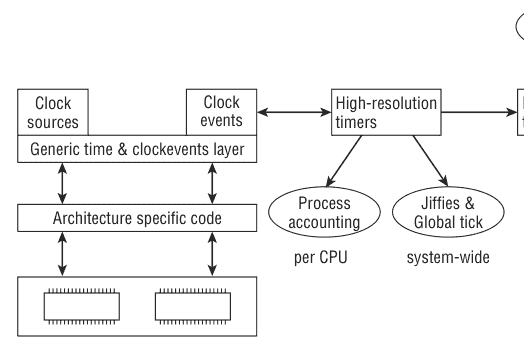 Clock
sources
Clock
events
High-resolution
timers
Generic time & clockevents layer
Architecture specific code
Process
accounting
Jiffies &
Global tick
per CPU
system-wide